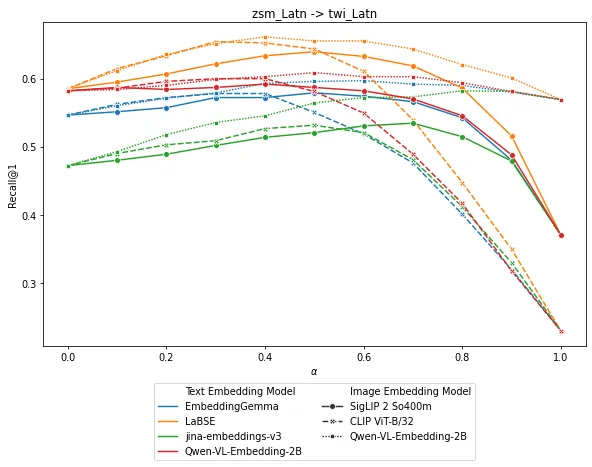 zsm_Latn -> twi_Latn
Recall@1
0.6
0.5
0.4
0.3
0.0
0.2
0.4
0.6
0.8
1.0
α
Text Embedding Model
EmbeddingGemma
LaBSE
jina-embeddings-v3
Qwen-VL-Embedding-2B
Image Embedding Model
SigLIP 2 So400m
CLIP ViT-B/32
Qwen-VL-Embedding-2B